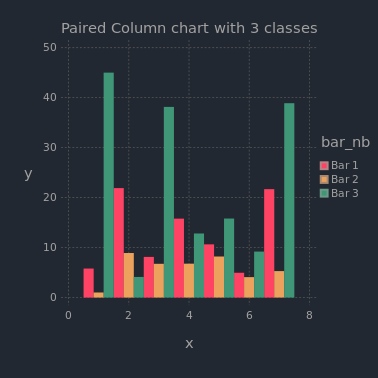 Paired Column chart with 3 classes
50
40
30
20
10
0
y
0 2 4 6 8
x
bar_nb
Bar 1
Bar 2
Bar 3